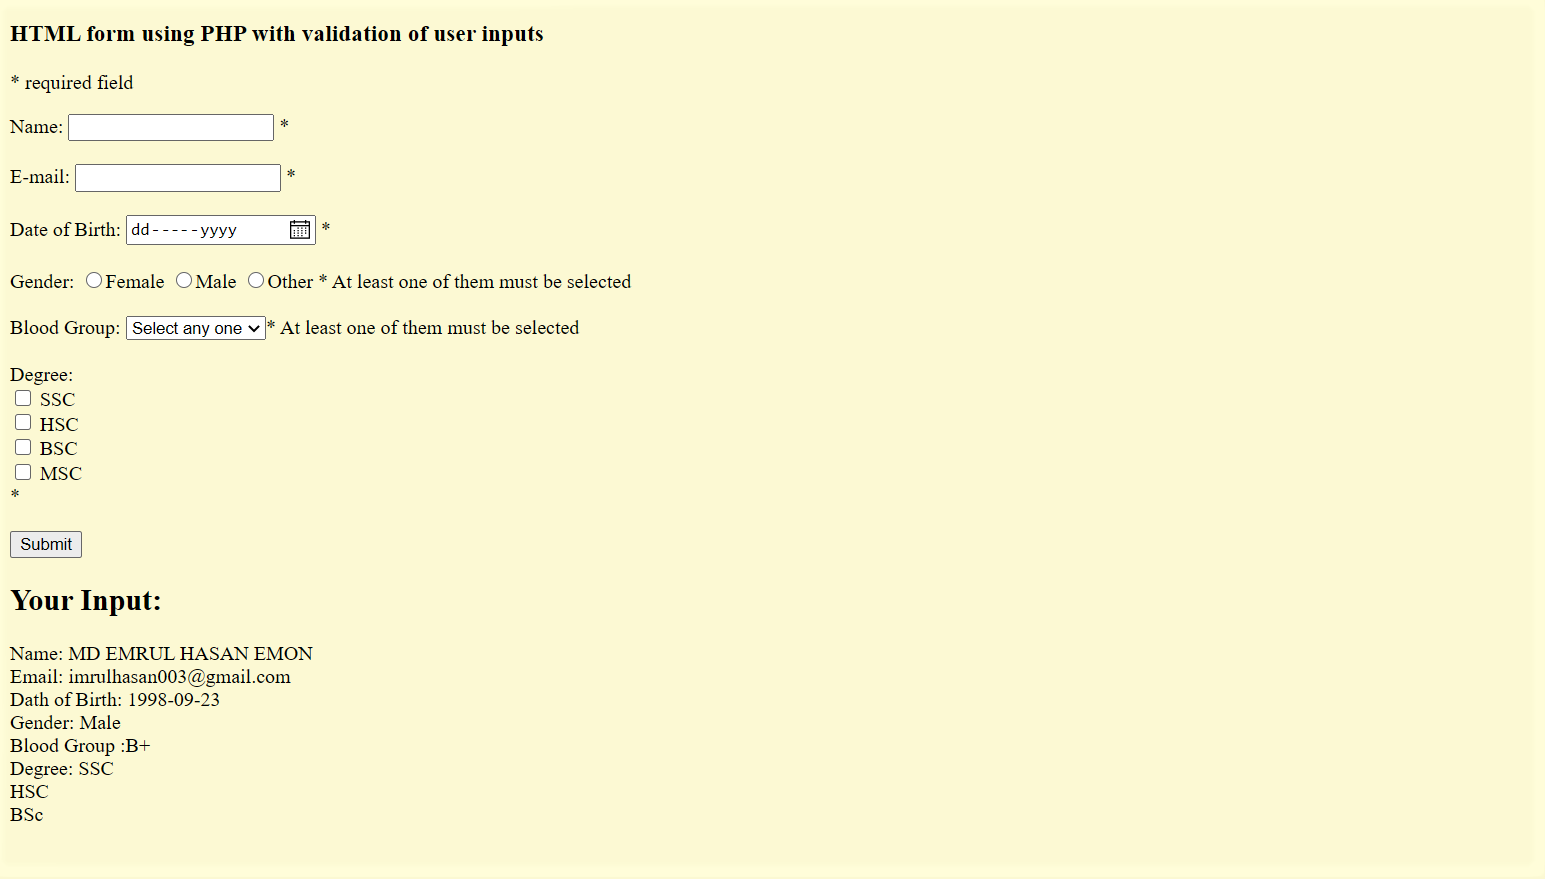 HTML form using PHP with validation of user inputs
* required field
Name: *
E-mail: *
Date of Birth: dd-----yyyy *
Gender: Female Male Other * At least one of them must be selected
Blood Group: Select any one * At least one of them must be selected
Degree:
SSC
HSC
BSC
MSC
*
Submit
Your Input:
Name: MD EMRUL HASAN EMON
Email: imrulhasan003@gmail.com
Dath of Birth: 1998-09-23
Gender: Male
Blood Group :B+
Degree: SSC
HSC
BSc